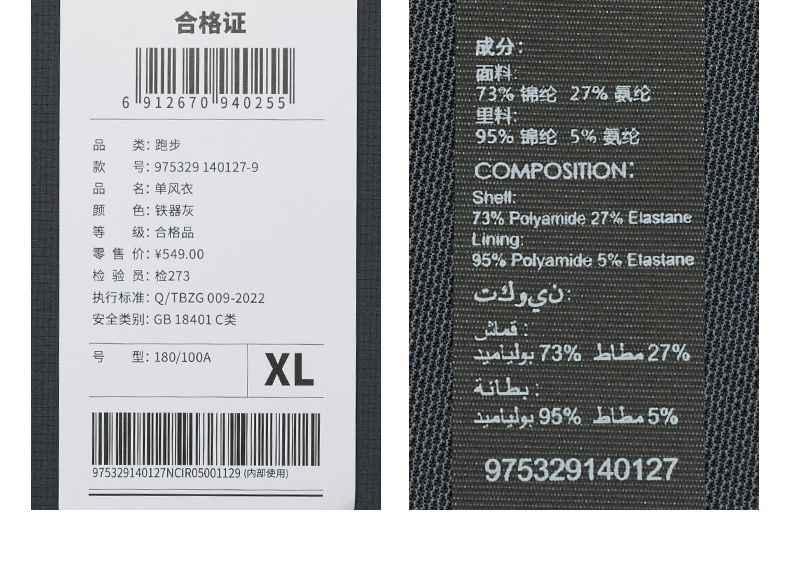 合格证
6 912670 940255
品 类: 跑步
款 号: 975329 140127-9
品 名: 单风衣
颜 色: 铁器灰
等 级: 合格品
零 售 价: ¥549.00
检 验 员: 检273
执行标准: Q/TBZG 009-2022
安全类别: GB 18401 C类
号 型: 180/100A
XL
975329140127NCIR05001129 (内部使用)
成分:
面料:
73% 锦纶 27% 氨纶
里料:
95% 锦纶 5% 氨纶
COMPOSITION:
Shell:
73% Polyamide 27% Elastane
Lining:
95% Polyamide 5% Elastane
نيوكت:
قماش:
27% مطاط 73% بولياميد
بطانة:
5% مطاط 95% بولياميد
975329140127